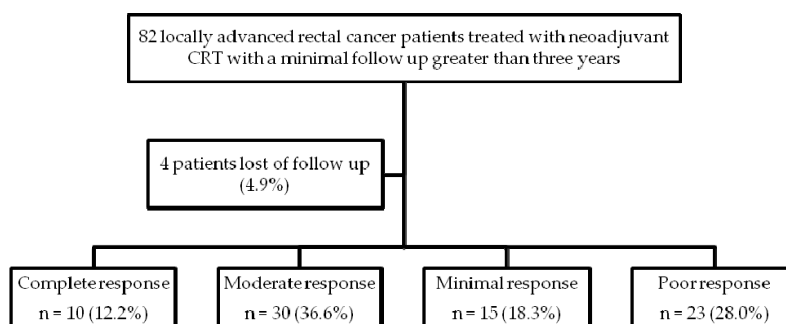 82 locally advanced rectal cancer patients treated with neoadjuvant
CRT with a minimal follow up greater than three years
4 patients lost of follow up
(4.9%)
Complete response
n = 10 (12.2%)
Moderate response
n = 30 (36.6%)
Minimal response
n = 15 (18.3%)
Poor response
n = 23 (28.0%)